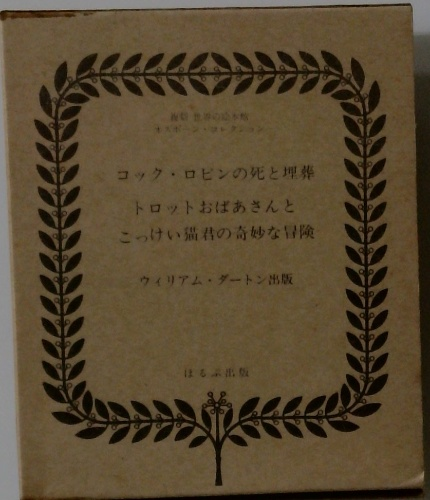 復刻 世界の絵本館
オズボーン・コレクション
コック・ロビンの死と埋葬
トロットおばあさんと
こっけい猫君の奇妙な冒険
ウィリアム・ダートン出版
ほるぷ出版